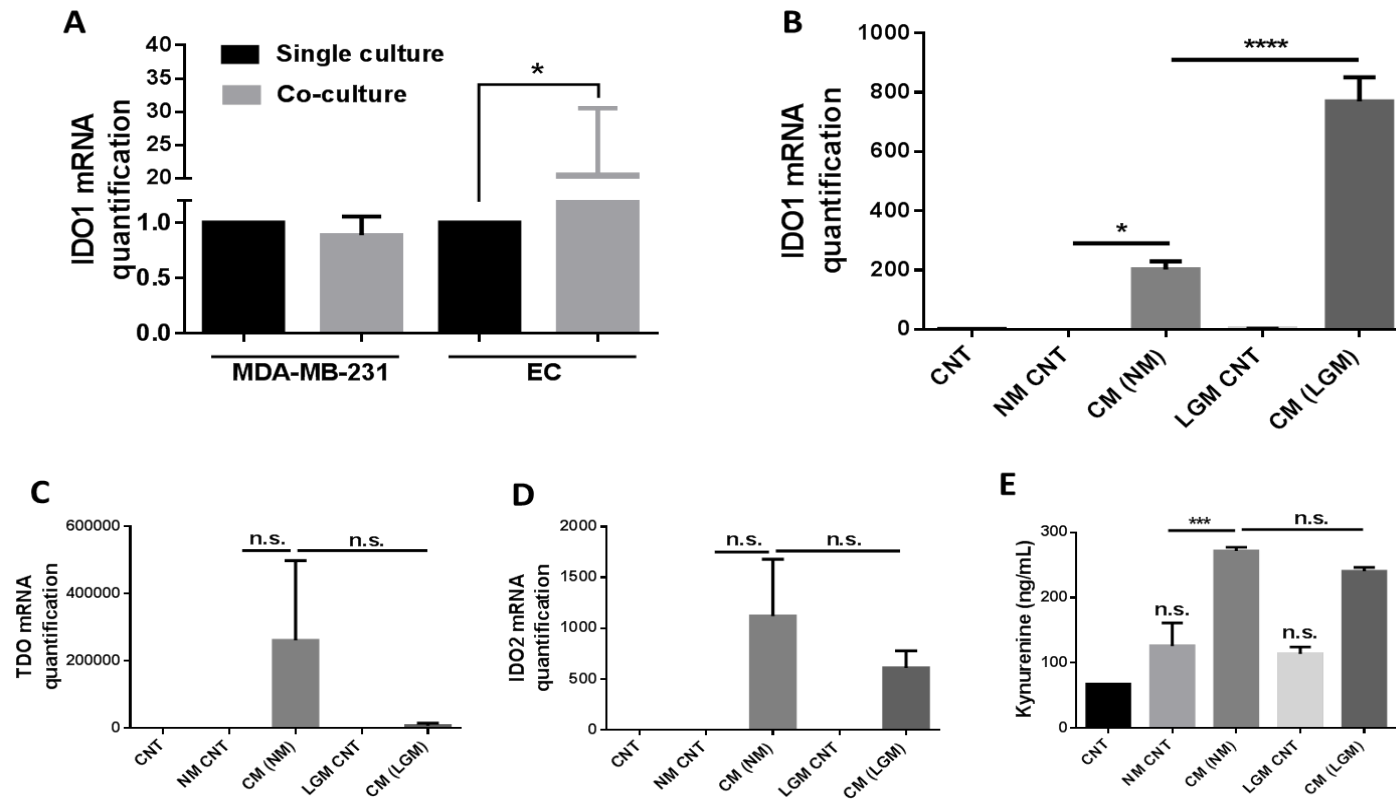 A
IDO1 mRNA
quantification
40
35
30
25
20
1.0
0.5
0.0
Single culture
Co-culture
*
MDA-MB-231
EC
B
IDO1 mRNA
quantification
1000
800
600
400
200
0
*
****
CNT
NM CNT
CM (NM)
LGM CNT
CM (LGM)
C
TDO mRNA
quantification
600000
400000
200000
0
n.s.
n.s.
CNT
NM CNT
CM (NM)
LGM CNT
CM (LGM)
D
IDO2 mRNA
quantification
2000
1500
1000
500
0
n.s.
n.s.
CNT
NM CNT
CM (NM)
LGM CNT
CM (LGM)
E
Kynurenine (ng/mL)
300
200
100
0
n.s.
***
n.s.
n.s.
CNT
NM CNT
CM (NM)
LGM CNT
CM (LGM)